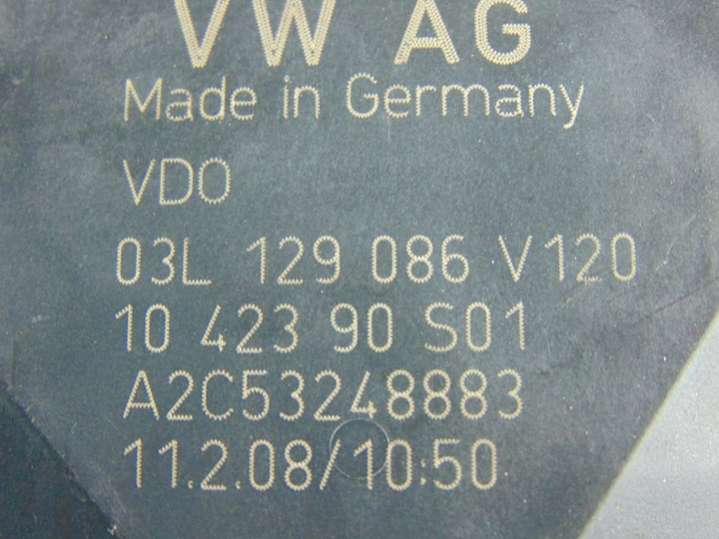 VW AG
Made in Germany
VDO
03L 129 086 V120
10 423 90 S01
A2C53248883
11.2.08/10:50